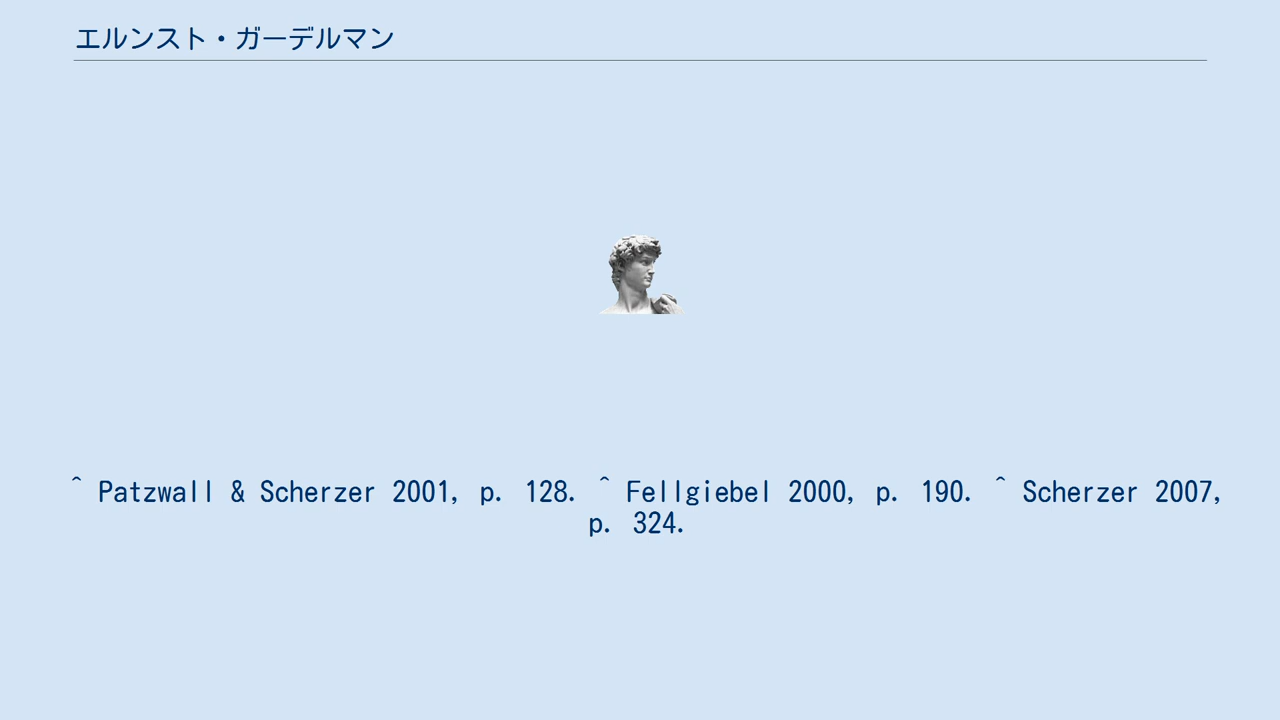 エルンスト・ガーデルマン
^ Patzwall & Scherzer 2001, p. 128. ^ Fellgiebel 2000, p. 190. ^ Scherzer 2007,
p. 324.